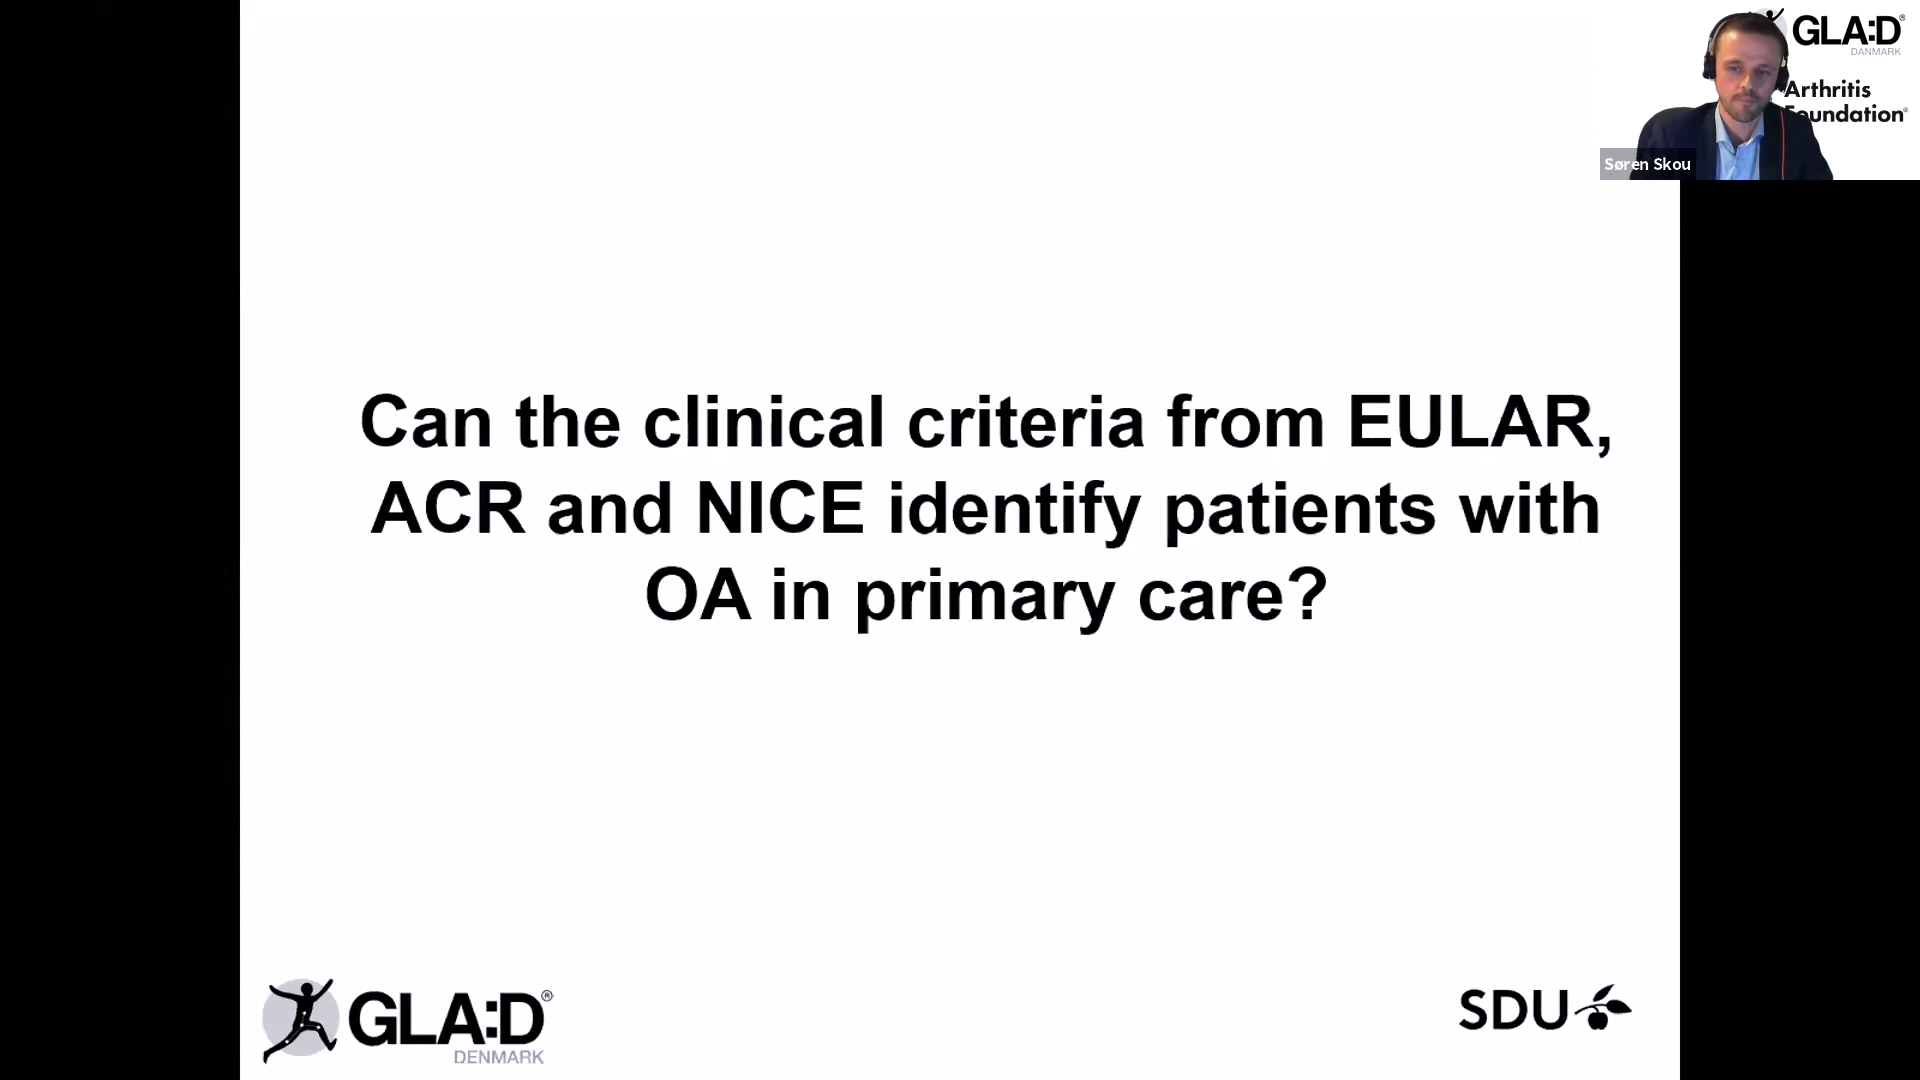 GLA:D®
DANMARK
Arthritis
Foundation®
Søren Skou
Can the clinical criteria from EULAR,
ACR and NICE identify patients with
OA in primary care?
GLA:D®
DENMARK
SDU